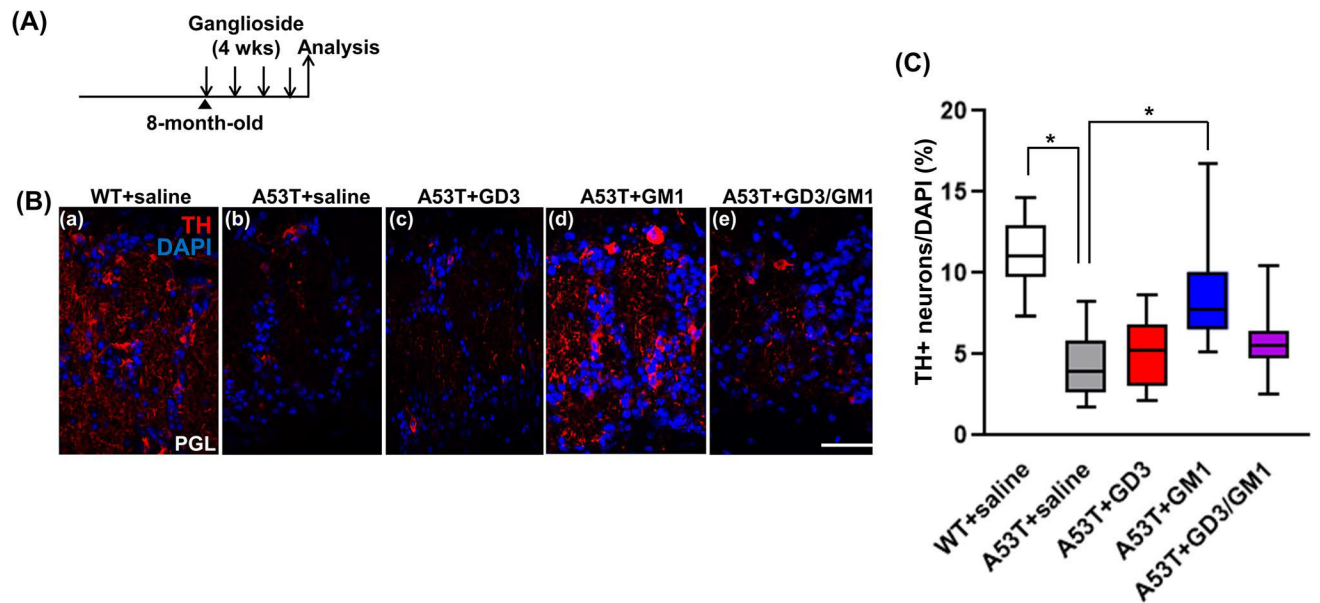 (A)
Ganglioside
(4 wks) Analysis
8-month-old
(B)
WT+saline
A53T+saline
A53T+GD3
A53T+GM1
A53T+GD3/GM1
(a)
TH
DAPI
PGL
(b)
(c)
(d)
(e)
(C)
TH+ neurons/DAPI (%)
20
15
10
5
0
*
*
WT+saline
A53T+saline
A53T+GD3
A53T+GM1
A53T+GD3/GM1